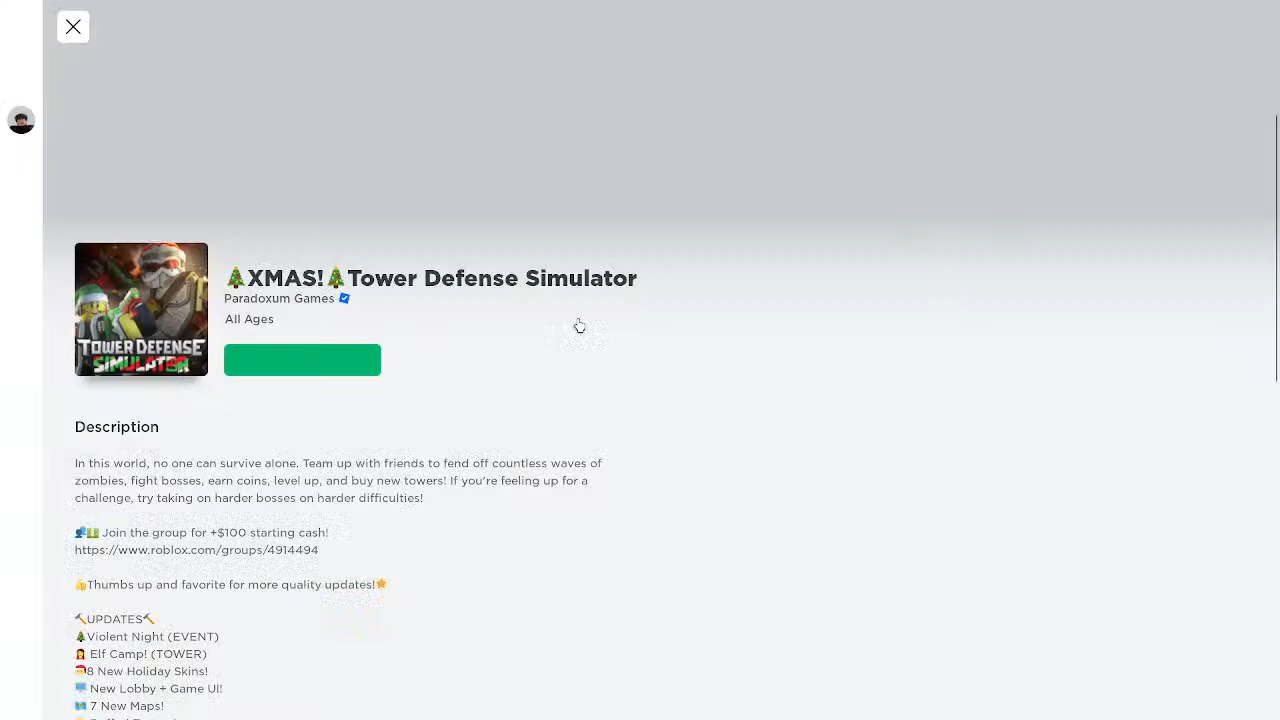 🎄XMAS!🎄Tower Defense Simulator
Paradoxum Games
All Ages
TOWER DEFENSE
SIMULATOR
Description
In this world, no one can survive alone. Team up with friends to fend off countless waves of
zombies, fight bosses, earn coins, level up, and buy new towers! If you're feeling up for a
challenge, try taking on harder bosses on harder difficulties!
👥💵 Join the group for +$100 starting cash!
https://www.roblox.com/groups/4914494
👍Thumbs up and favorite for more quality updates!⭐
🔨UPDATES🔨
🎄Violent Night (EVENT)
Elf Camp! (TOWER)
🎅8 New Holiday Skins!
🖥️ New Lobby + Game UI!
🗺️ 7 New Maps!